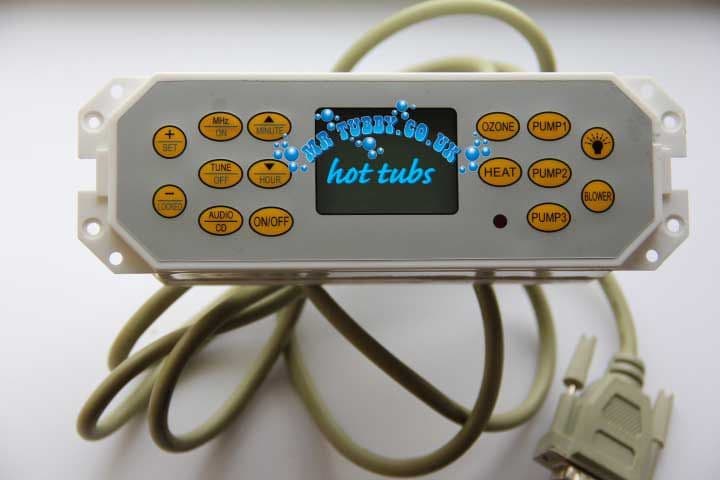 +
SET
-
LOCKED
MHz
ON
TUNE
OFF
AUDIO
CD
▲
MINUTE
▼
HOUR
ON/OFF
MR TUBBY.CO.UK
hot tubs
OZONE
HEAT
PUMP1
PUMP2
PUMP3
BLOWER